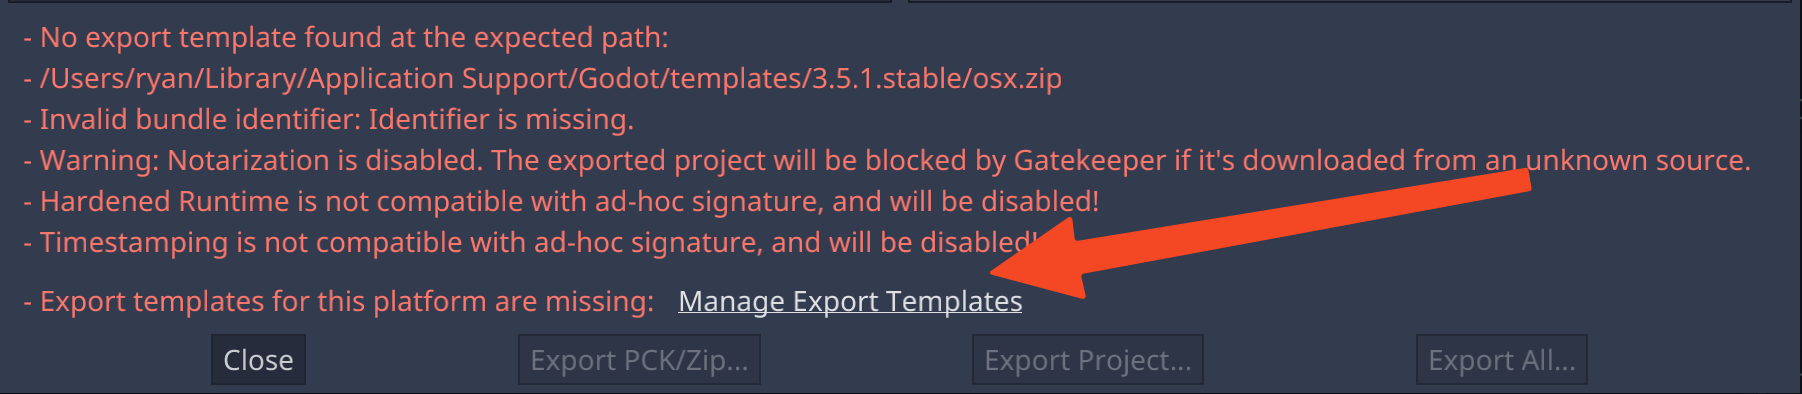 - No export template found at the expected path:
- /Users/ryan/Library/Application Support/Godot/templates/3.5.1.stable/osx.zip
- Invalid bundle identifier: Identifier is missing.
- Warning: Notarization is disabled. The exported project will be blocked by Gatekeeper if it's downloaded from an unknown source.
- Hardened Runtime is not compatible with ad-hoc signature, and will be disabled!
- Timestamping is not compatible with ad-hoc signature, and will be disabled!
- Export templates for this platform are missing: Manage Export Templates
Close Export PCK/Zip... Export Project... Export All...